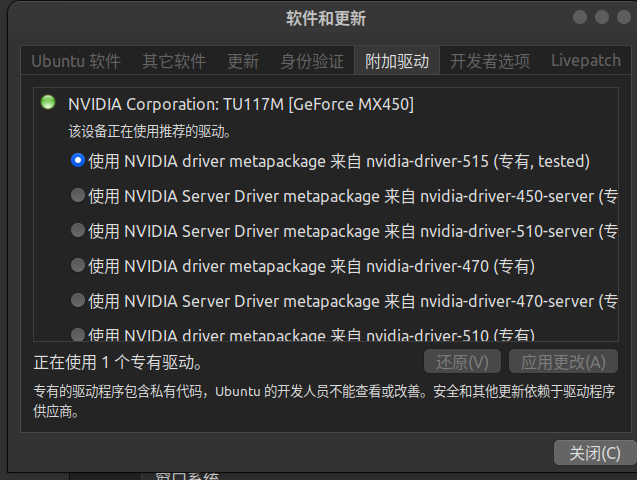 软件和更新
Ubuntu 软件 其它软件 更新 身份验证 附加驱动 开发者选项 Livepatch
NVIDIA Corporation: TU117M [GeForce MX450]
该设备正在使用推荐的驱动。
使用 NVIDIA driver metapackage 来自 nvidia-driver-515 (专有, tested)
使用 NVIDIA Server Driver metapackage 来自 nvidia-driver-450-server (专
使用 NVIDIA Server Driver metapackage 来自 nvidia-driver-510-server (专
使用 NVIDIA driver metapackage 来自 nvidia-driver-470 (专有)
使用 NVIDIA Server Driver metapackage 来自 nvidia-driver-470-server (专
使用 NVIDIA driver metapackage 来自 nvidia-driver-510 (专有)
正在使用 1 个专有驱动。 还原(V) 应用更改(A)
专有的驱动程序包含私有代码，Ubuntu 的开发人员不能查看或改善。安全和其他更新依赖于驱动程序
供应商。
关闭(C)
窗口系统